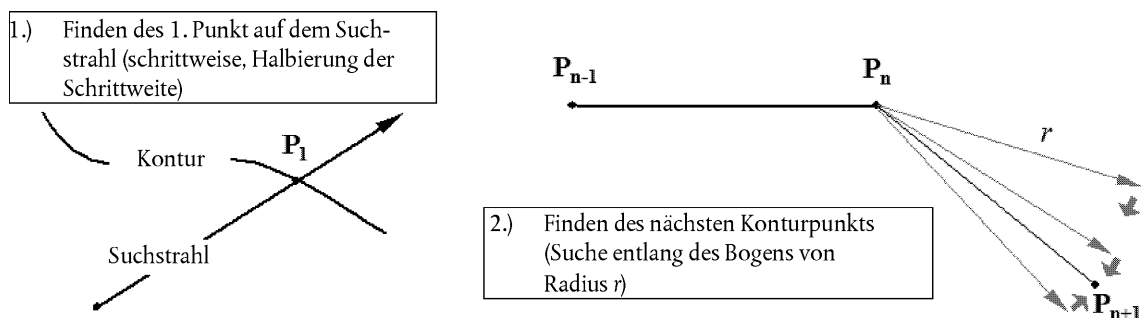 1.) Finden des 1. Punkt auf dem Such-
strahl (schrittweise, Halbierung der
Schrittweite)
Kontur
P1
Suchstrahl
Pn-1
Pn
r
2.) Finden des nächsten Konturpunkts
(Suche entlang des Bogens von
Radius r)
Pn+1